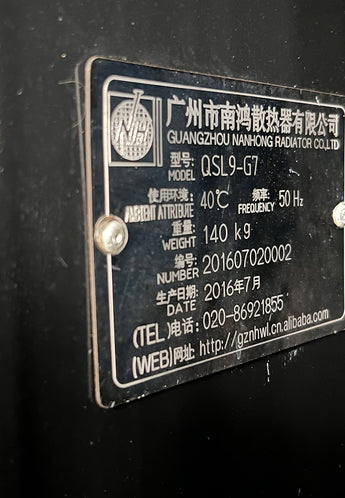 广州市南鸿散热器有限公司
GUANGZHOU NANHONG RADIATOR CO.,LTD
型号: QSL9-G7
MODEL
使用环境: 40℃ 频率: 50 Hz
AMBIENT ATTRIBUTE FREQUENCY
重量: 140 kg
WEIGHT
编号: 201607020002
NUMBER
生产日期: 2016年7月
DATE
(TEL)电话: 020-86921855
(WEB)网址: http://gznhwl.cn.alibaba.com